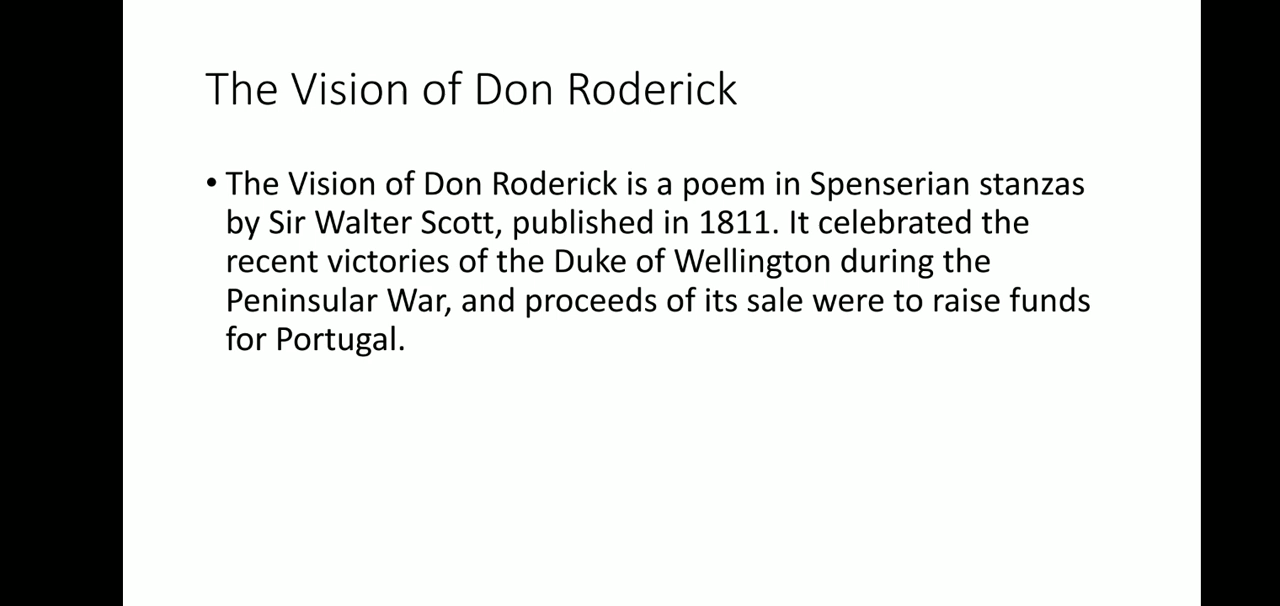 The Vision of Don Roderick
• The Vision of Don Roderick is a poem in Spenserian stanzas
by Sir Walter Scott, published in 1811. It celebrated the
recent victories of the Duke of Wellington during the
Peninsular War, and proceeds of its sale were to raise funds
for Portugal.